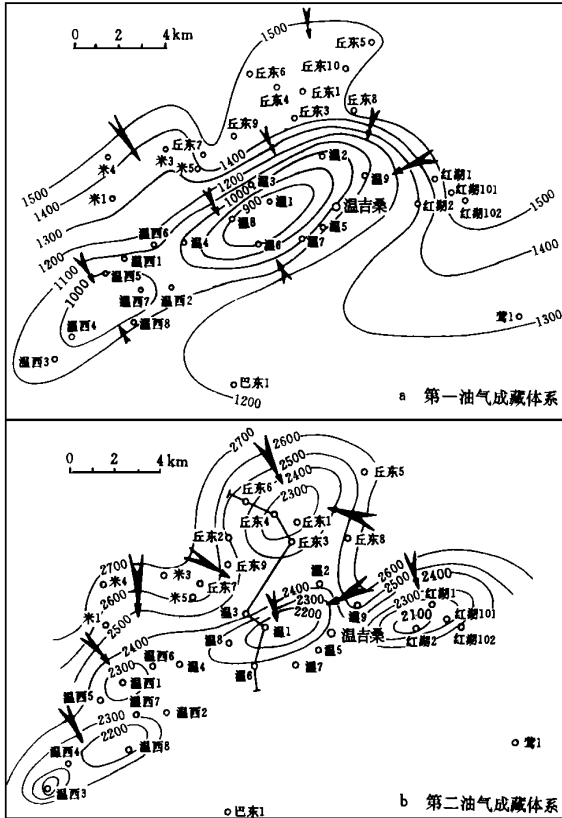 4 km
0 2 4
1500
丘东5
丘东6
丘东10
丘东4
丘东1
丘东3
丘东8
丘东9
丘东7
米4
米3
米5
1400
1500
1400
米1
1300
1200
1200
1000
900
温3
温2
温9
红湖1
红湖101
红湖102
红湖2
温1
温8
温吉桑
温5
温7
温6
温4
温西6
1100
温西1
1000
温西5
温西7
温西2
温西4
温西8
温西3
1500
1400
1300
莺1
巴东1
1200
a 第一油气成藏体系
2700
2600
2500
2400
2300
0 2 4
km
丘东5
丘东6
丘东4
丘东1
丘东2
丘东3
丘东8
丘东9
丘东7
2700
米4
米3
2600
米5
米1
2500
2400
温2
2400
2300
2200
温3
温1
温8
温9
温吉桑
温5
温7
温6
温4
2600
2500
2400
2300
红湖1
2100
红湖101
红湖2
红湖102
2300
温西6
温西1
温西5
温西7
温西2
2300
2200
温西4
温西8
温西3
莺1
巴东1
b 第二油气成藏体系